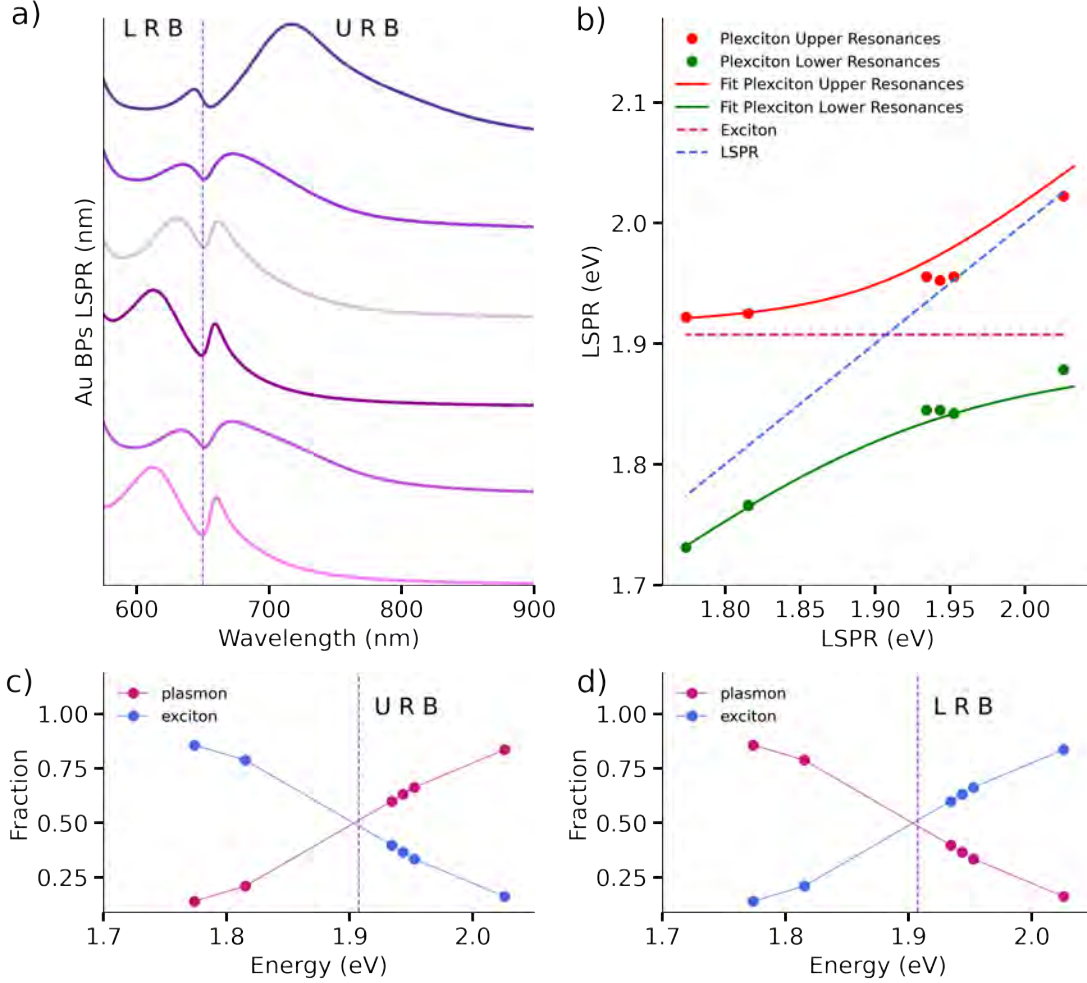 a)
L R B
U R B
Au BPs LSPR (nm)
600
700
800
900
Wavelength (nm)
b)
Plexciton Upper Resonances
Plexciton Lower Resonances
Fit Plexciton Upper Resonances
Fit Plexciton Lower Resonances
Exciton
LSPR
2.1
2.0
1.9
1.8
1.7
LSPR (eV)
1.80
1.85
1.90
1.95
2.00
LSPR (eV)
c)
plasmon
exciton
U R B
1.00
0.75
0.50
0.25
Fraction
1.7
1.8
1.9
2.0
Energy (eV)
d)
plasmon
exciton
L R B
1.00
0.75
0.50
0.25
Fraction
1.7
1.8
1.9
2.0
Energy (eV)